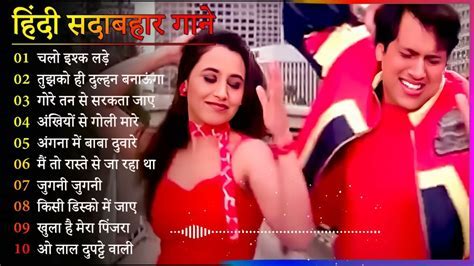 हिंदी सदाबहार गाने
01 चलो इश्क लड़े
02 तुझको ही दुल्हन बनाऊंगा
03 गोरे तन से सरकता जाए
04 अंखियों से गोली मारे
05 अंगना में बाबा दुवारे
06 मैं तो रास्ते से जा रहा था
07 जुगनी जुगनी
08 किसी डिस्को में जाए
09 खुला है मेरा पिंजरा
10 ओ लाल दुपट्टे वाली